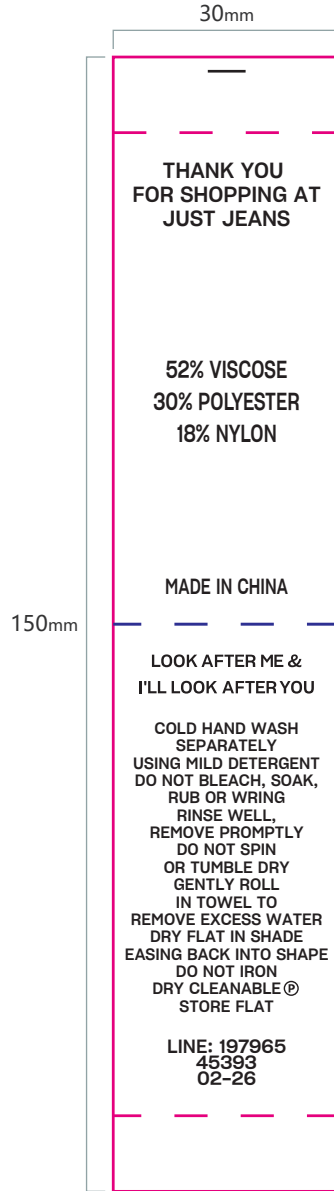 30mm
THANK YOU
FOR SHOPPING AT
JUST JEANS
52% VISCOSE
30% POLYESTER
18% NYLON
MADE IN CHINA
150mm
LOOK AFTER ME &
I'LL LOOK AFTER YOU
COLD HAND WASH
SEPARATELY
USING MILD DETERGENT
DO NOT BLEACH, SOAK,
RUB OR WRING
RINSE WELL,
REMOVE PROMPTLY
DO NOT SPIN
OR TUMBLE DRY
GENTLY ROLL
IN TOWEL TO
REMOVE EXCESS WATER
DRY FLAT IN SHADE
EASING BACK INTO SHAPE
DO NOT IRON
DRY CLEANABLE Ⓟ
STORE FLAT
LINE: 197965
45393
02-26